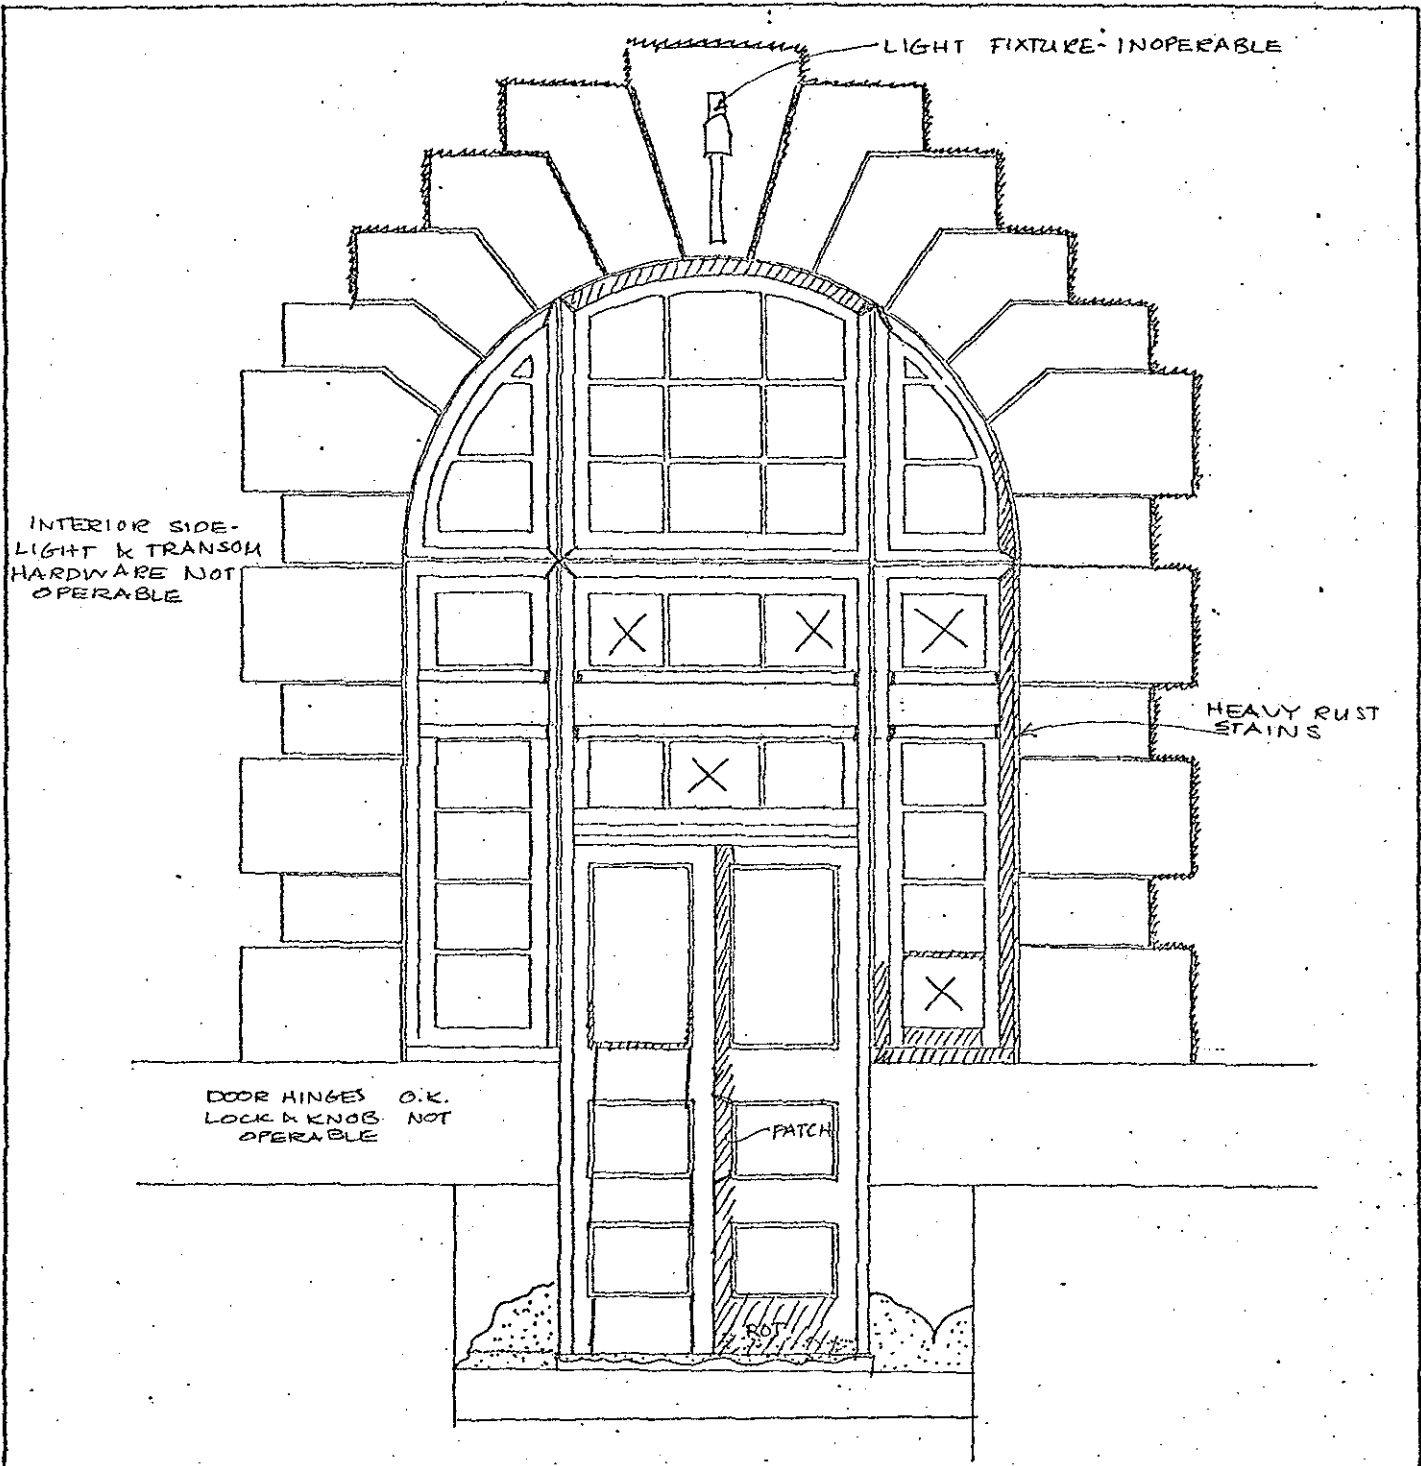 LIGHT FIXTURE- INOPERABLE
INTERIOR SIDE-
LIGHT & TRANSOM
HARDWARE NOT
OPERABLE
HEAVY RUST
STAINS
DOOR HINGES O.K.
LOCK & KNOB NOT
OPERABLE
PATCH
ROT